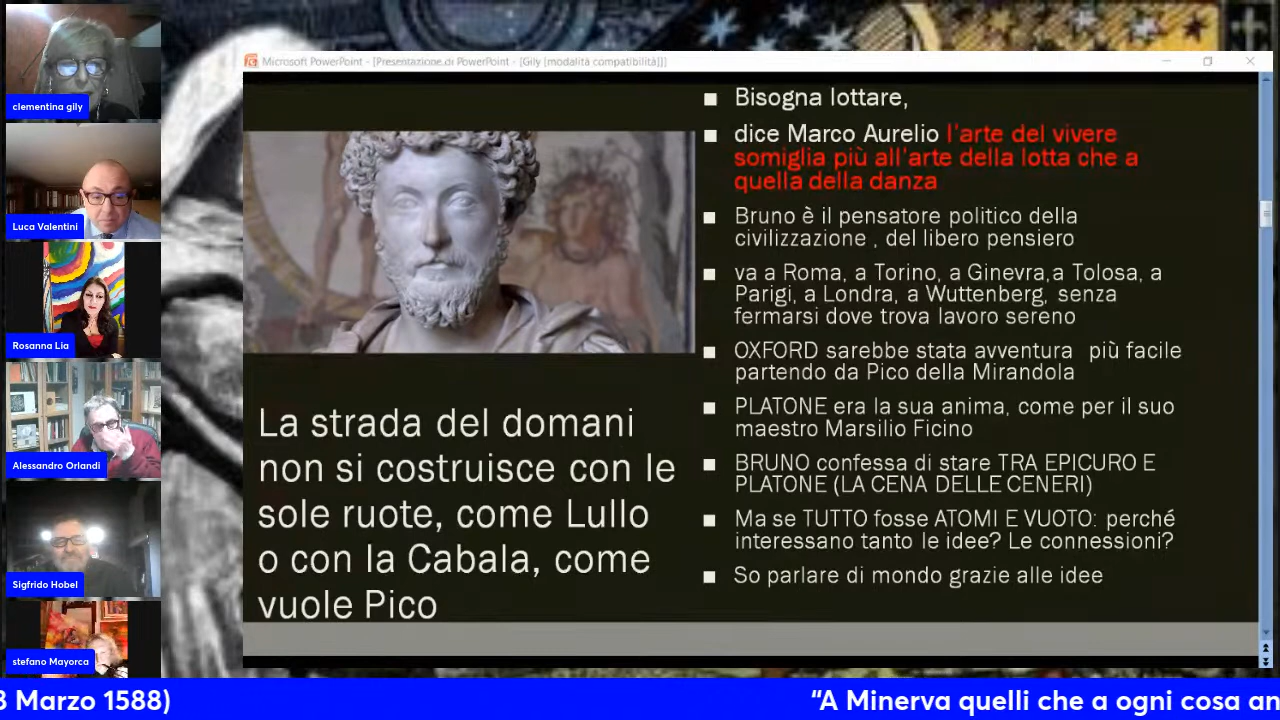 clementina gily
Luca Valentini
Rosanna Lia
Alessandro Orlandi
Sigfrido Hobel
stefano Mayorca
Microsoft PowerPoint - [Presentazione di PowerPoint - [Gily [modalità compatibilità]]]
La strada del domani
non si costruisce con le
sole ruote, come Lullo
o con la Cabala, come
vuole Pico
Bisogna lottare,
dice Marco Aurelio l'arte del vivere
somiglia più all'arte della lotta che a
quella della danza
Bruno è il pensatore politico della
civilizzazione , del libero pensiero
va a Roma, a Torino, a Ginevra,a Tolosa, a
Parigi, a Londra, a Wuttenberg, senza
fermarsi dove trova lavoro sereno
OXFORD sarebbe stata avventura più facile
partendo da Pico della Mirandola
PLATONE era la sua anima, come per il suo
maestro Marsilio Ficino
BRUNO confessa di stare TRA EPICURO E
PLATONE (LA CENA DELLE CENERI)
Ma se TUTTO fosse ATOMI E VUOTO: perché
interessano tanto le idee? Le connessioni?
So parlare di mondo grazie alle idee
8 Marzo 1588) “A Minerva quelli che a ogni cosa an